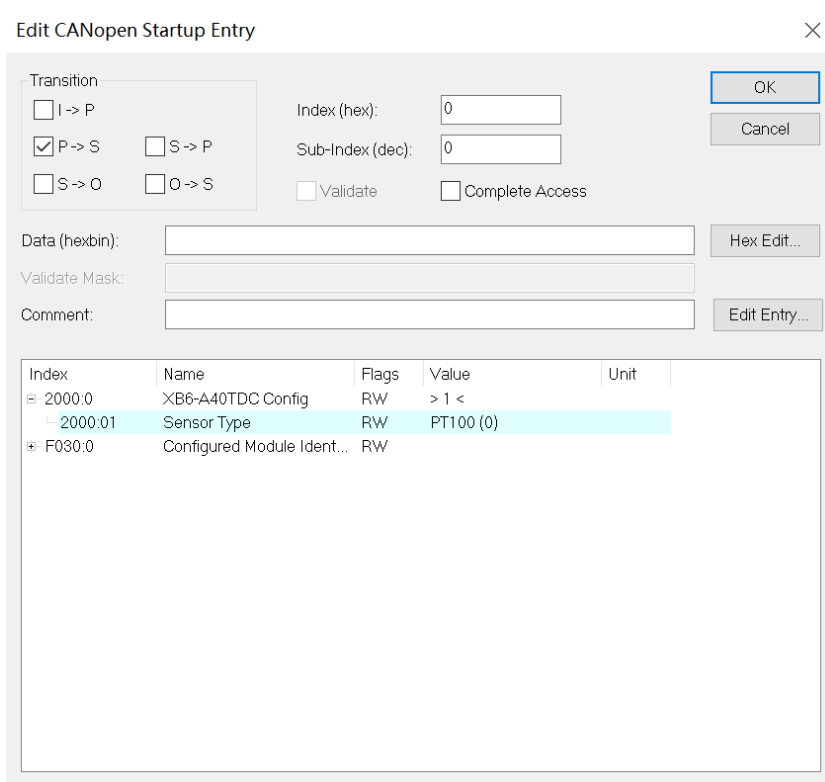 Edit CANopen Startup Entry
Transition
I -> P
P -> S
S -> P
S -> O
O -> S
Index (hex): 0
Sub-Index (dec): 0
Validate
Complete Access
OK
Cancel
Data (hexbin):
Hex Edit...
Validate Mask:
Comment:
Edit Entry...
Index Name Flags Value Unit
2000:0 XB6-A40TDC Config RW > 1 <
2000:01 Sensor Type RW PT100 (0)
F030:0 Configured Module Ident... RW